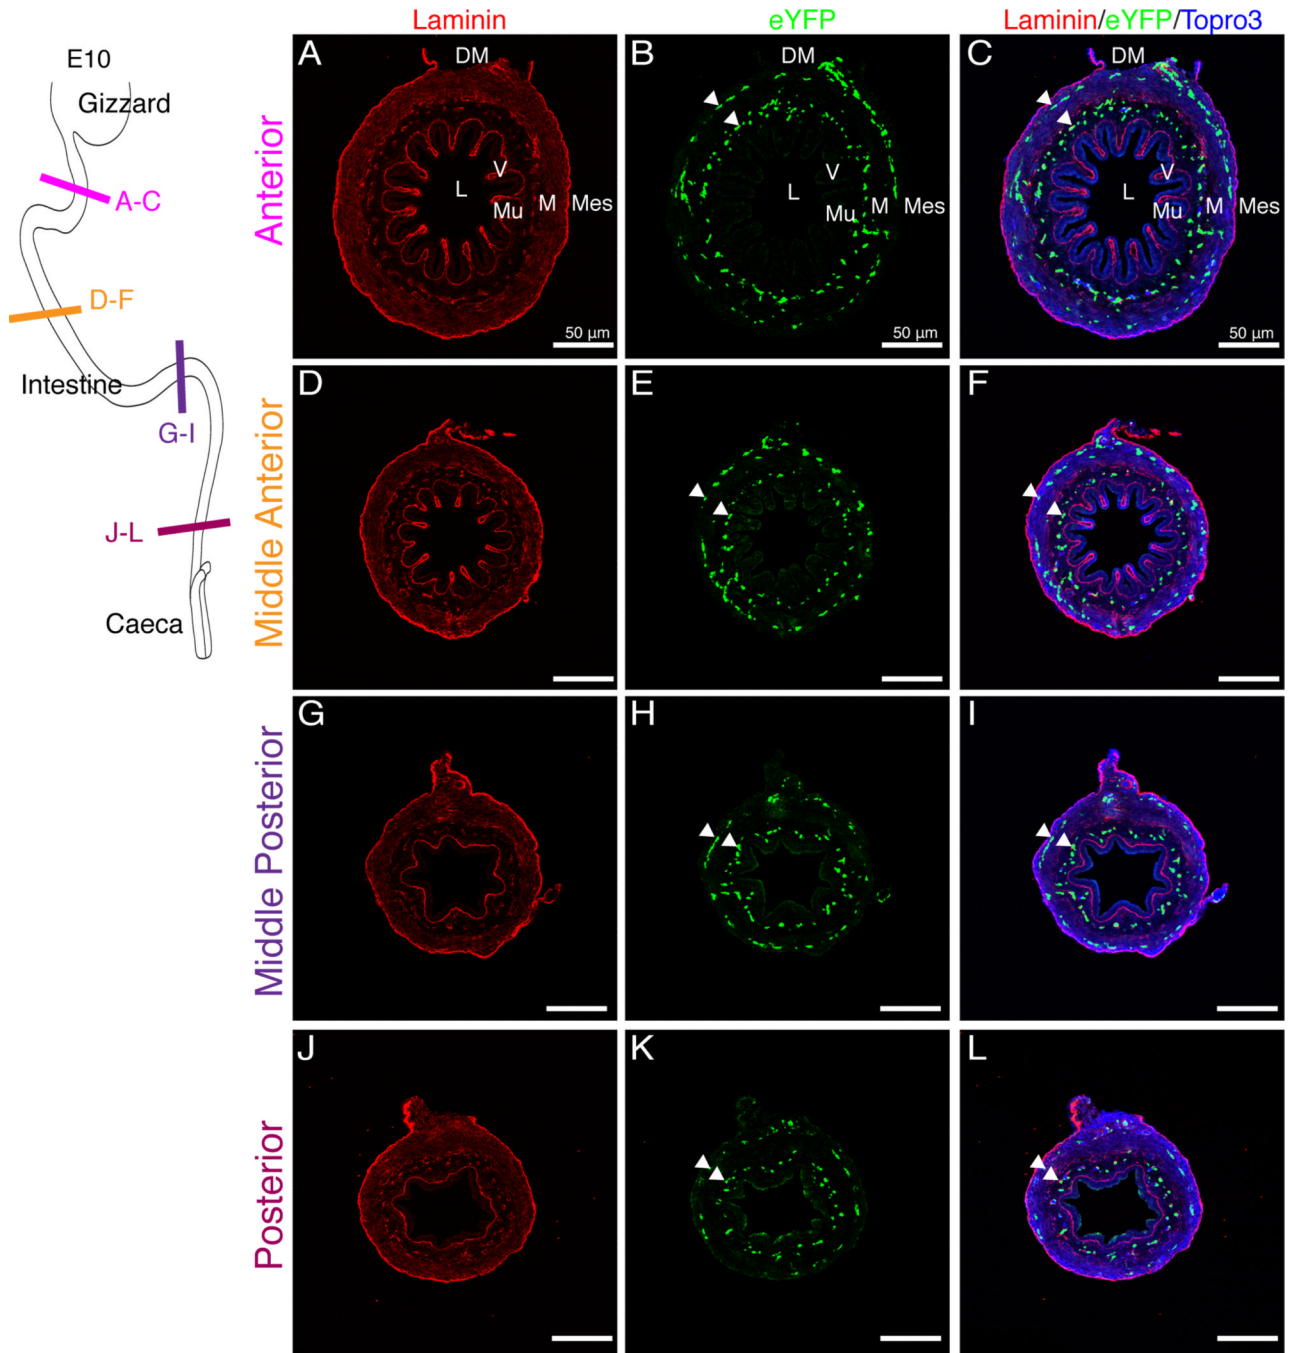 Laminin
eYFP
Laminin/eYFP/Topro3
E10
Gizzard
A-C
D-F
Intestine
G-I
J-L
Caeca
Anterior
A
DM
V
L
Mu
M
Mes
50 µm
B
DM
V
L
Mu
M
Mes
50 µm
C
DM
V
L
Mu
M
Mes
50 µm
Middle Anterior
D
E
F
Middle Posterior
G
H
I
Posterior
J
K
L